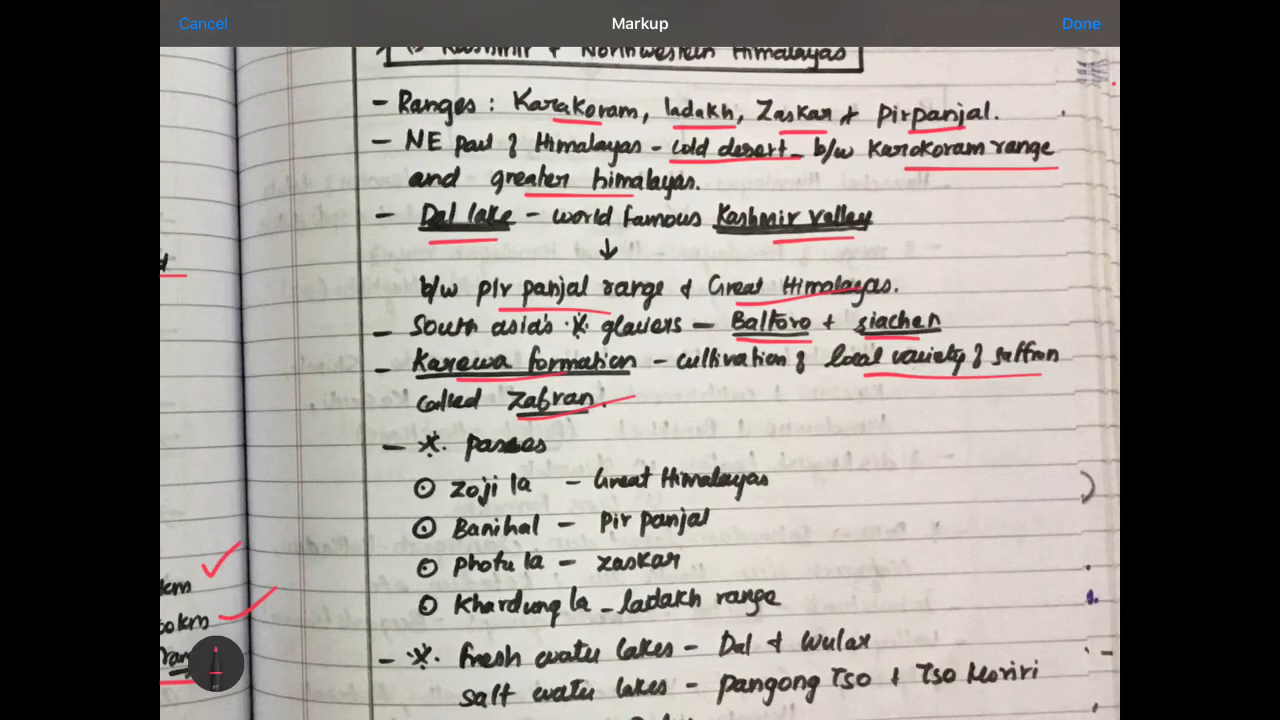 Cancel
Markup
Done
Kashmir & Northwestern Himalayas
- Ranges : Karakoram, ladakh, Zaskar & Pirpanjal.
- NE part of Himalayas - cold desert - b/w Karokoram range
and greater himalayas.
- Dal lake - world famous Kashmir valley
↓
b/w pir panjal range & Great Himalayas.
- South asia's * glaciers - Baltoro + siachen
- Karewa formation - cultivation of local variety of saffron
called Zafran.
- * passes
⊙ Zoji la - Great Himalayas
⊙ Banihal - Pir panjal
⊙ Photu la - zaskar
⊙ Khardung la - ladakh range
- * fresh water lakes - Dal & Wular
salt water lakes - pangong Tso + Tso Moriri
km
00km